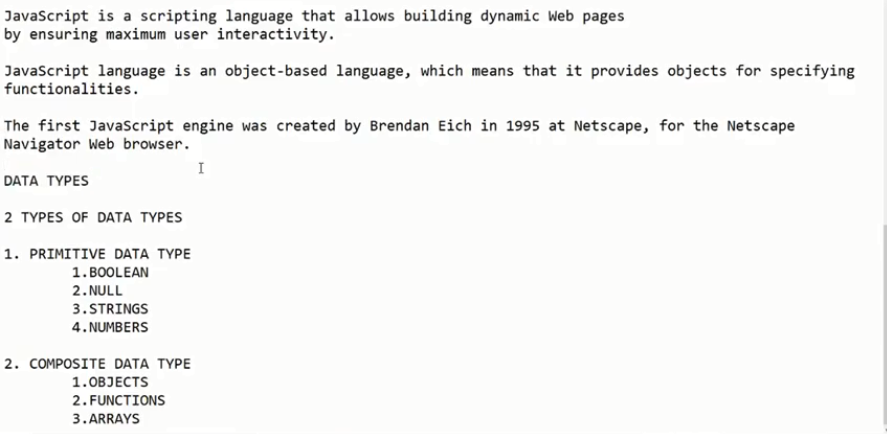 JavaScript is a scripting language that allows building dynamic Web pages
by ensuring maximum user interactivity.
JavaScript language is an object-based language, which means that it provides objects for specifying
functionalities.
The first JavaScript engine was created by Brendan Eich in 1995 at Netscape, for the Netscape
Navigator Web browser.
DATA TYPES
2 TYPES OF DATA TYPES
1. PRIMITIVE DATA TYPE
1.BOOLEAN
2.NULL
3.STRINGS
4.NUMBERS
2. COMPOSITE DATA TYPE
1.OBJECTS
2.FUNCTIONS
3.ARRAYS